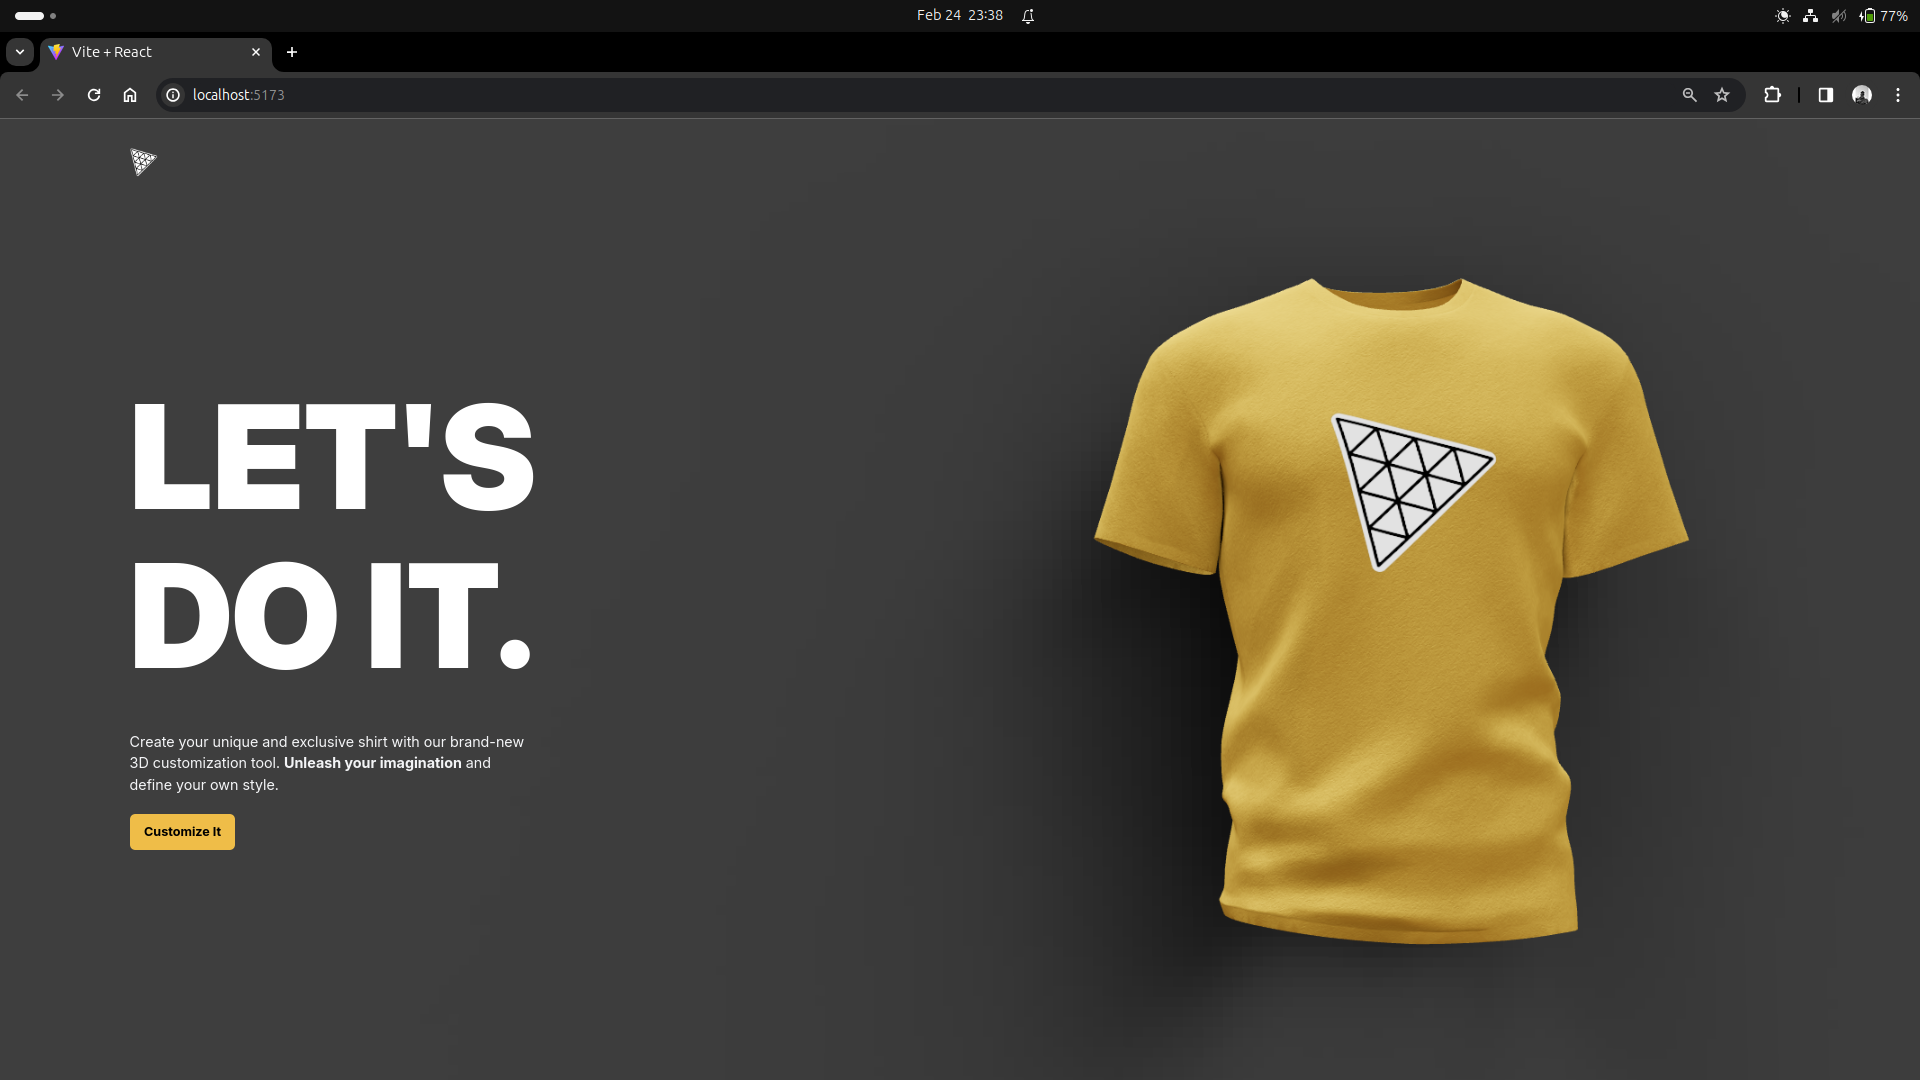 Feb 24 23:38
77%
Vite + React
localhost:5173
LET'S
DO IT.
Create your unique and exclusive shirt with our brand-new
3D customization tool. Unleash your imagination and
define your own style.
Customize It